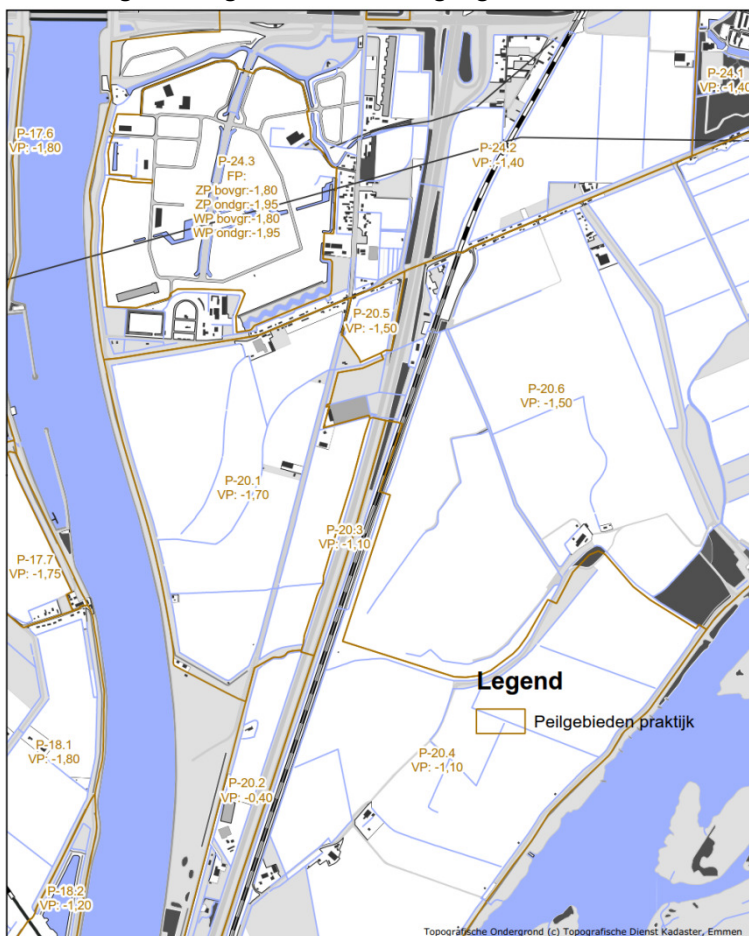 P-17.6
VP: -1,80
P-24.3
FP:
ZP bovgr:-1,80
ZP ondgr:-1,95
WP bovgr:-1,80
WP ondgr:-1,95
P-24.2
VP: -1,40
P-24.1
VP: -1,40
P-20.5
VP: -1,50
P-20.6
VP: -1,50
P-20.1
VP: -1,70
P-20.3
VP: -1,10
P-17.7
VP: -1,75
Legend
Peilgebieden praktijk
P-18.1
VP: -1,80
P-20.4
VP: -1,10
P-20.2
VP: -0,40
P-18.2
VP: -1,20
Topografische Ondergrond (c) Topografische Dienst Kadaster, Emmen